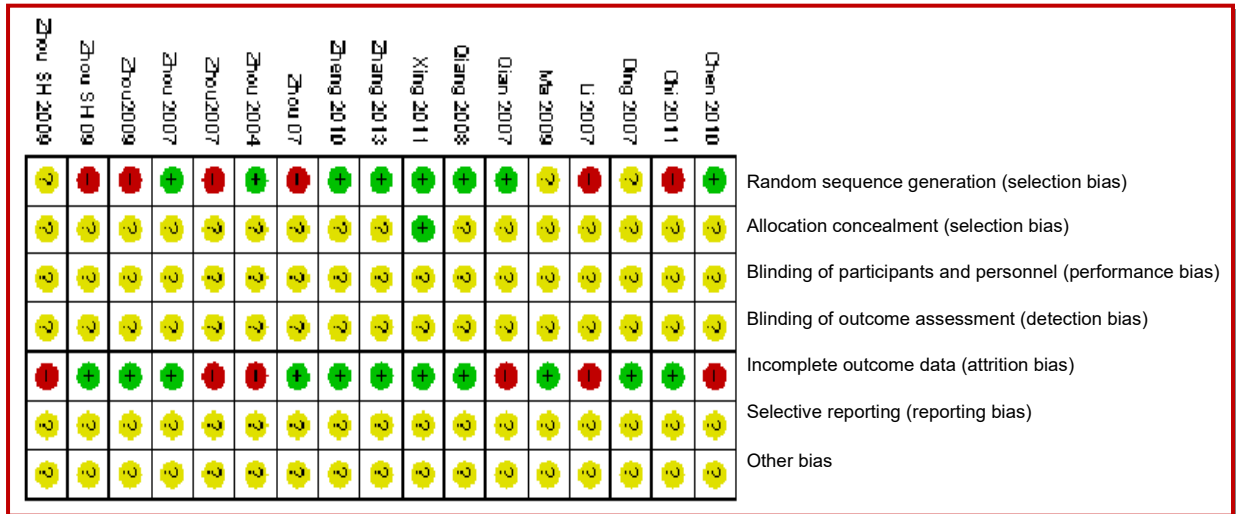 Zhou SH 2009
Zhou SH 09
Zhou2009
Zhou 2007
Zhou2007
Zhou 2004
Zhou 07
Zheng 2010
Zhang 2013
Xing 2011
Qiang 2008
Qian 2007
Ma 2009
Li 2007
Ding 2007
Chi 2011
Chen 2010
? - - + - + - + + + + + ? - ? - + Random sequence generation (selection bias)
? ? ? ? ? ? ? ? ? + ? ? ? ? ? ? ? Allocation concealment (selection bias)
? ? ? ? ? ? ? ? ? ? ? ? ? ? ? ? ? Blinding of participants and personnel (performance bias)
? ? ? ? ? ? ? ? ? ? ? ? ? ? ? ? ? Blinding of outcome assessment (detection bias)
- + + + - - + + + + + - + - + + - Incomplete outcome data (attrition bias)
? ? ? ? ? ? ? ? ? ? ? ? ? ? ? ? ? Selective reporting (reporting bias)
? ? ? ? ? ? ? ? ? ? ? ? ? ? ? ? ? Other bias